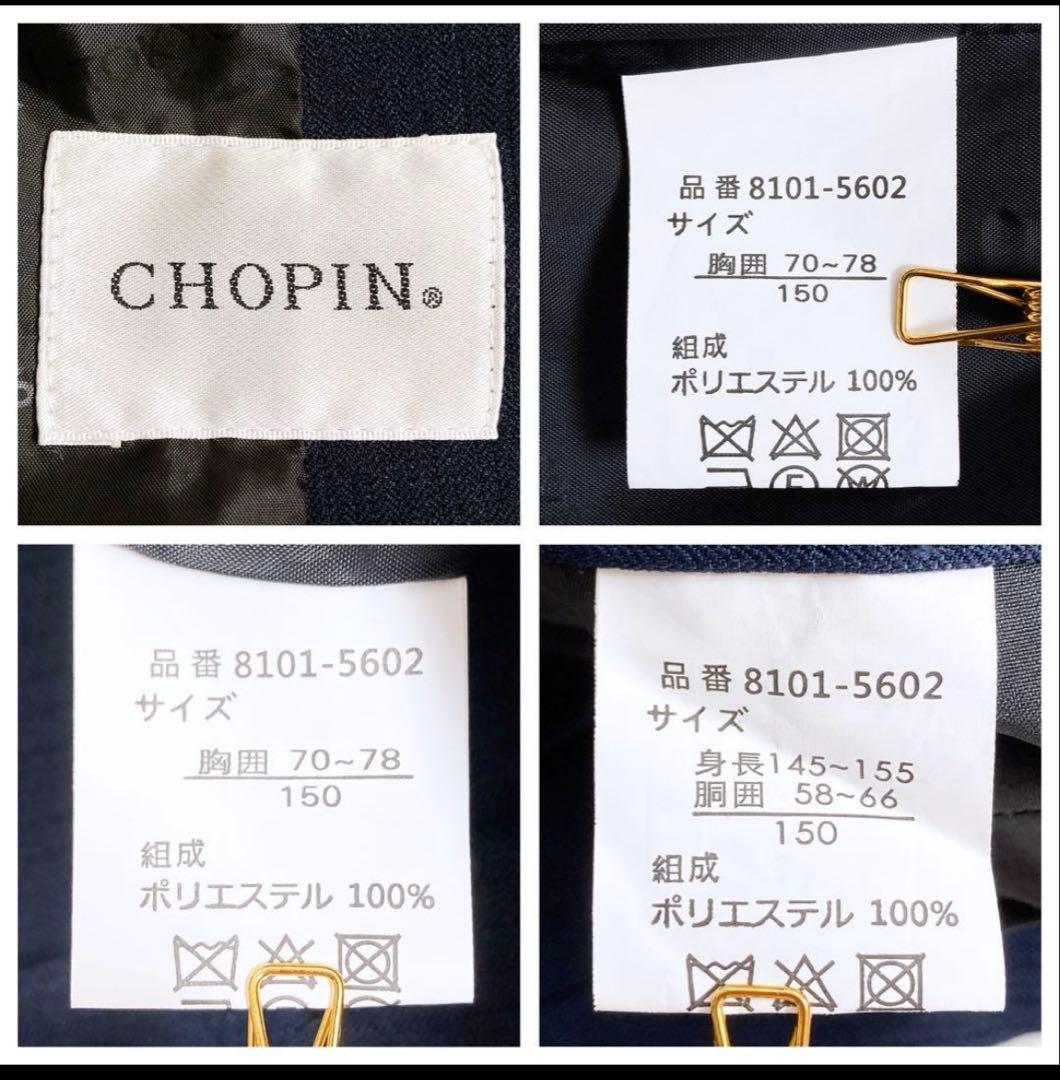 CHOPIN®
品番 8101-5602
サイズ
胸囲 70~78
150
組成
ポリエステル 100%
F
W
品番 8101-5602
サイズ
胸囲 70~78
150
組成
ポリエステル 100%
品番 8101-5602
サイズ
身長145~155
胴囲 58~66
150
組成
ポリエステル 100%